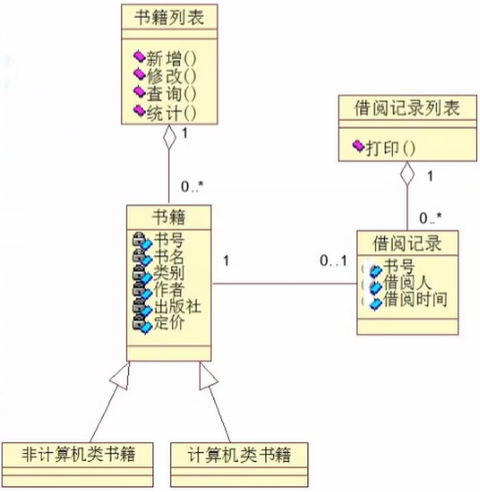 书籍列表
新增()
修改()
查询()
统计()
1
0..*
借阅记录列表
打印()
1
0..*
书籍
书号
书名
类别
作者
出版社
定价
1
0..1
借阅记录
书号
借阅人
借阅时间
非计算机类书籍
计算机类书籍